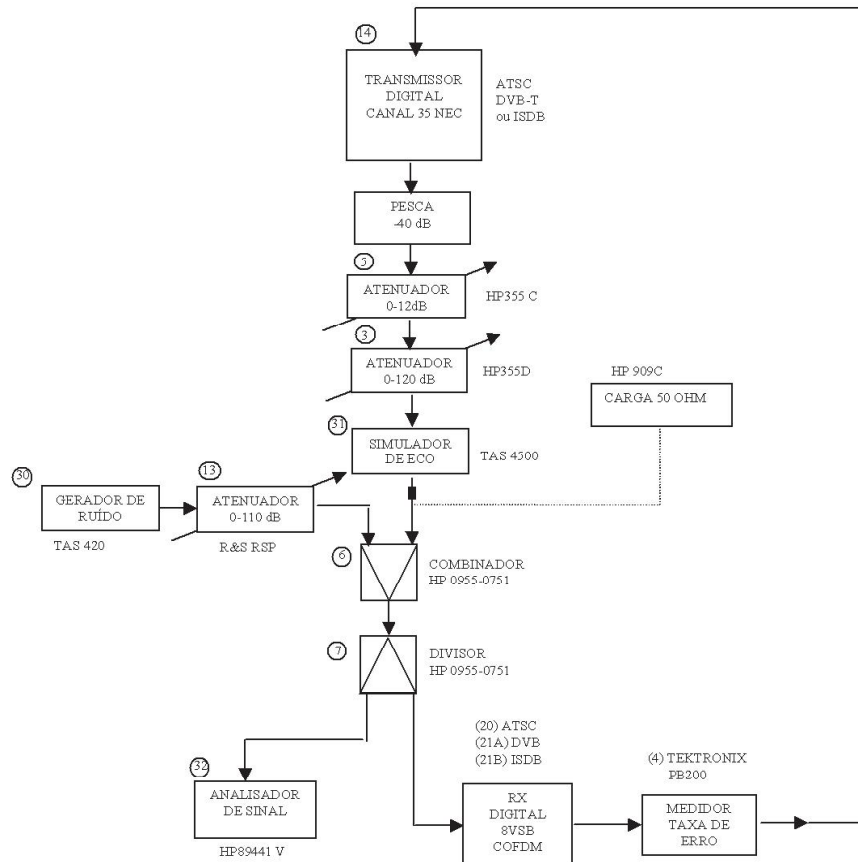 14
TRANSMISSOR
DIGITAL
CANAL 35 NEC
ATSC
DVB-T
ou ISDB
PESCA
-40 dB
5
ATENUADOR
0-12dB
HP355 C
3
ATENUADOR
0-120 dB
HP355D
HP 909C
CARGA 50 OHM
31
SIMULADOR
DE ECO
TAS 4500
30
GERADOR DE
RUÍDO
TAS 420
13
ATENUADOR
0-110 dB
R&S RSP
6
COMBINADOR
HP 0955-0751
7
DIVISOR
HP 0955-0751
32
ANALISADOR
DE SINAL
HP89441 V
(20) ATSC
(21A) DVB
(21B) ISDB
RX
DIGITAL
8VSB
COFDM
(4) TEKTRONIX
PB200
MEDIDOR
TAXA DE
ERRO